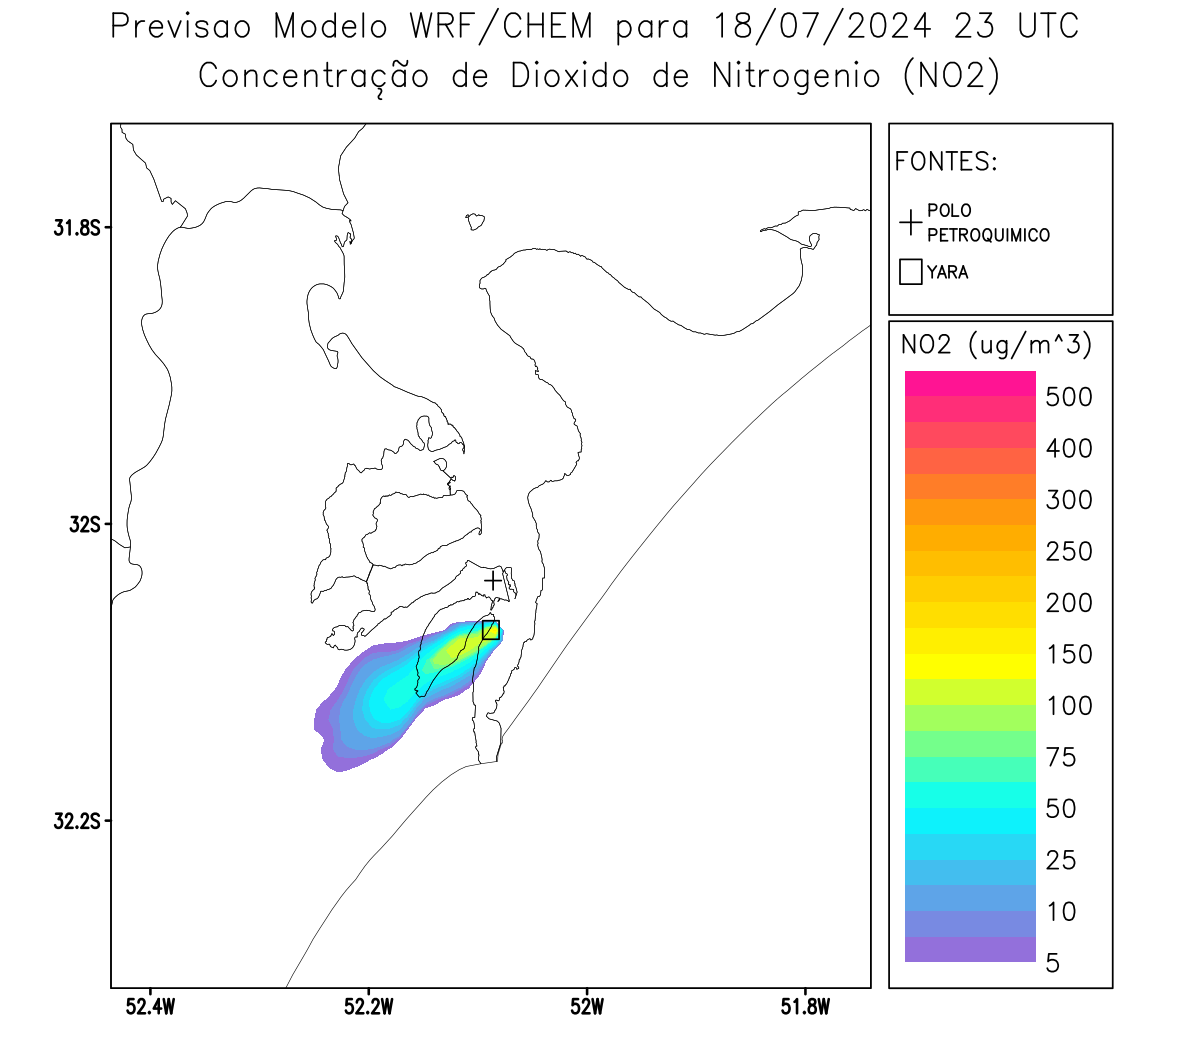 Previsao Modelo WRF/CHEM para 18/07/2024 23 UTC
Concentração de Dioxido de Nitrogenio (NO2)
FONTES:
POLO
PETROQUIMICO
YARA
31.8S
32S
32.2S
52.4W
52.2W
52W
51.8W
NO2 (ug/m^3)
500
400
300
250
200
150
100
75
50
25
10
5